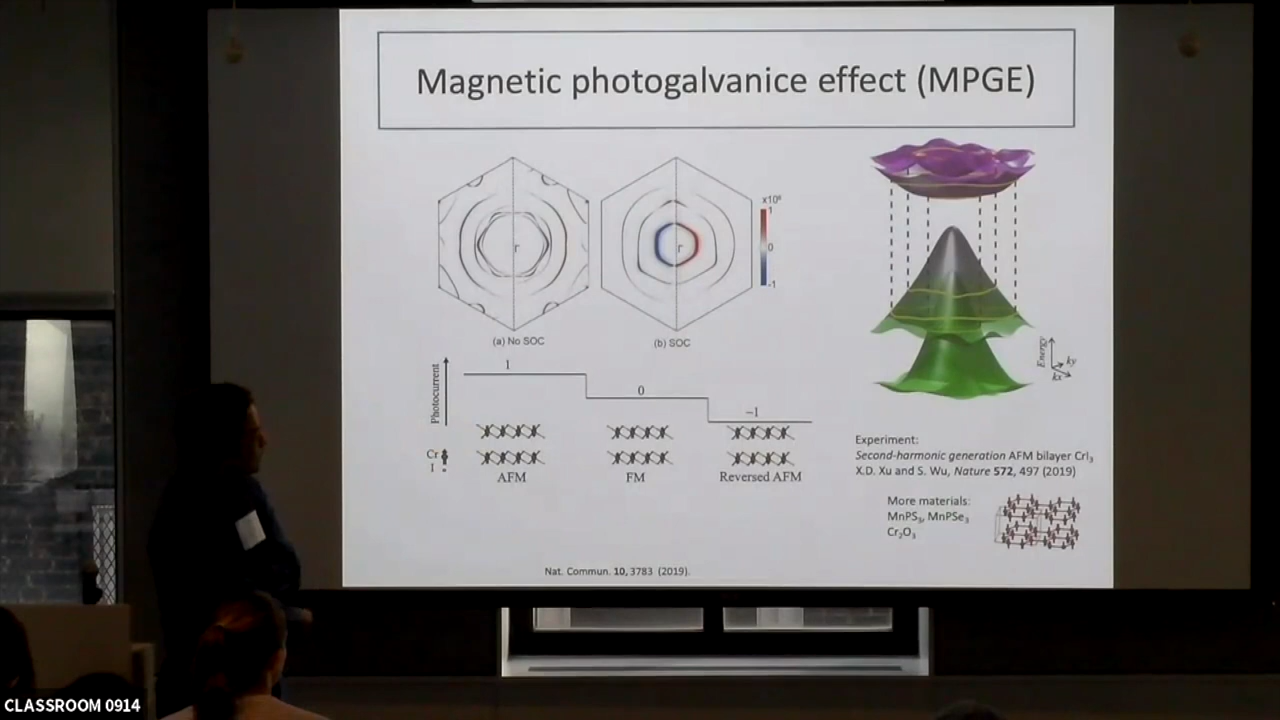 Magnetic photogalvanice effect (MPGE)
Γ
Γ
x10⁶
1
0
-1
(a) No SOC
(b) SOC
Photocurrent
1
0
−1
Cr
I
AFM
FM
Reversed AFM
Energy
ky
kx
Experiment:
Second-harmonic generation AFM bilayer CrI₃
X.D. Xu and S. Wu, Nature 572, 497 (2019)
More materials:
MnPS₃, MnPSe₃
Cr₂O₃
Nat. Commun. 10, 3783 (2019).
CLASSROOM 0914